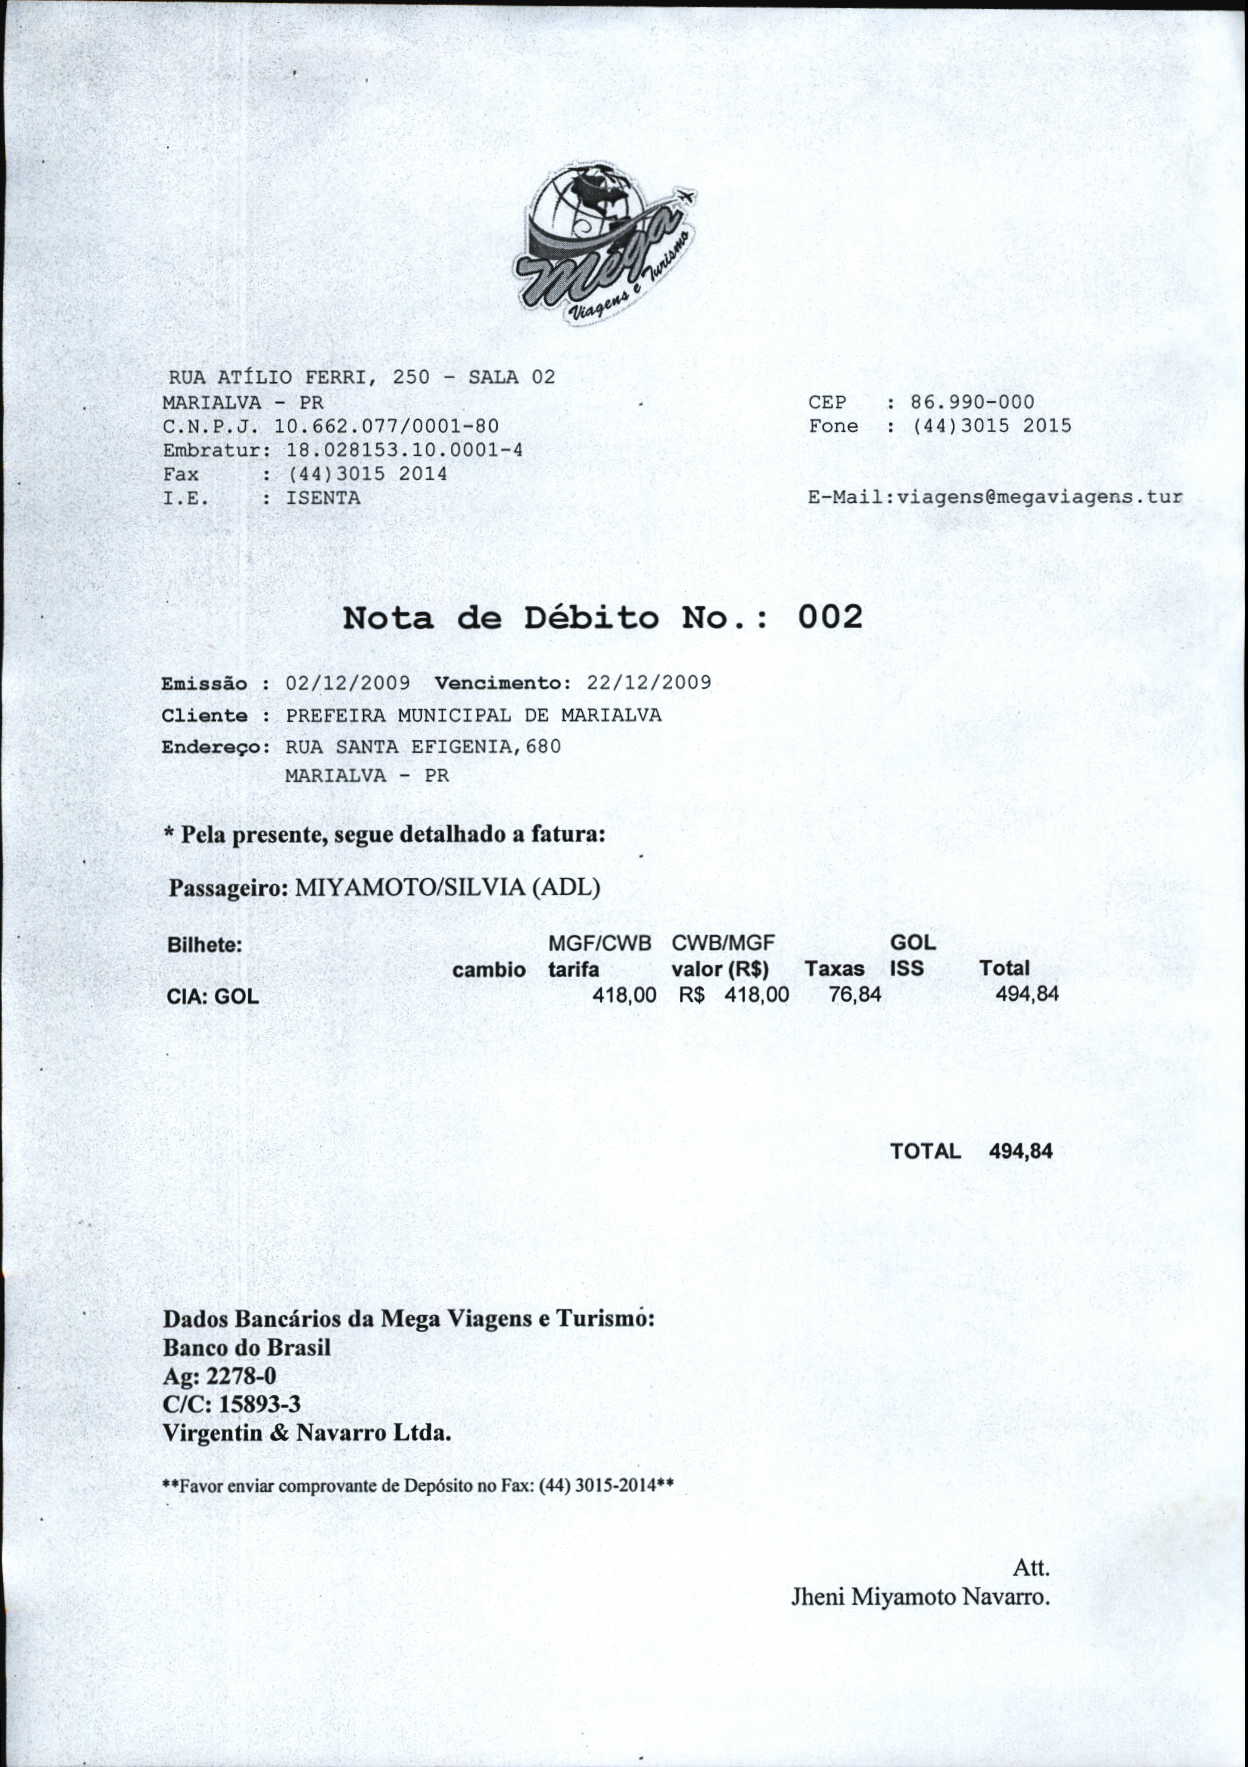 Mega
Viagens e Turismo
RUA ATÍLIO FERRI, 250 - SALA 02
MARIALVA - PR
CEP : 86.990-000
C.N.P.J. 10.662.077/0001-80
Fone : (44)3015 2015
Embratur: 18.028153.10.0001-4
Fax : (44)3015 2014
I.E. : ISENTA
E-Mail:viagens@megaviagens.tur
Nota de Débito No.: 002
Emissão : 02/12/2009 Vencimento: 22/12/2009
Cliente : PREFEIRA MUNICIPAL DE MARIALVA
Endereço: RUA SANTA EFIGENIA,680
MARIALVA - PR
* Pela presente, segue detalhado a fatura:
Passageiro: MIYAMOTO/SILVIA (ADL)
Bilhete: MGF/CWB CWB/MGF GOL
cambio tarifa valor (R$) Taxas ISS Total
CIA: GOL 418,00 R$ 418,00 76,84 494,84
TOTAL 494,84
Dados Bancários da Mega Viagens e Turismo:
Banco do Brasil
Ag: 2278-0
C/C: 15893-3
Virgentin & Navarro Ltda.
**Favor enviar comprovante de Depósito no Fax: (44) 3015-2014**
Att.
Jheni Miyamoto Navarro.